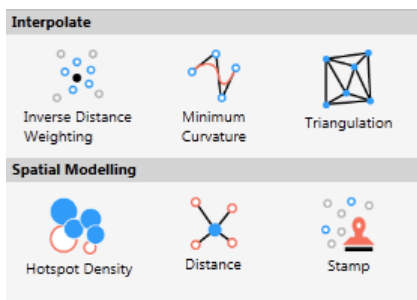 Interpolate
Inverse Distance
Weighting
Minimum
Curvature
Triangulation
Spatial Modelling
Hotspot Density
Distance
Stamp